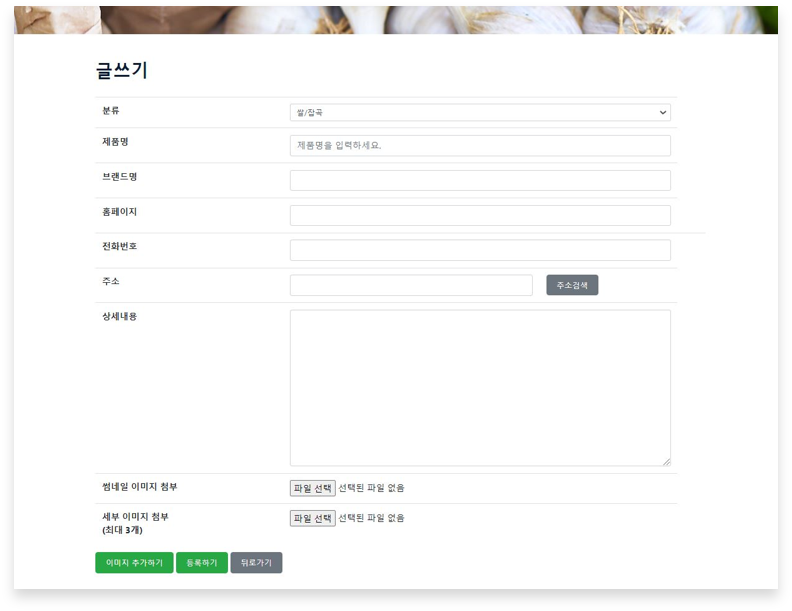 글쓰기
분류
쌀/잡곡
제품명
제품명을 입력하세요.
브랜드명
홈페이지
전화번호
주소
주소검색
상세내용
썸네일 이미지 첨부
파일 선택 선택된 파일 없음
세부 이미지 첨부
(최대 3개)
파일 선택 선택된 파일 없음
이미지 추가하기 등록하기 뒤로가기